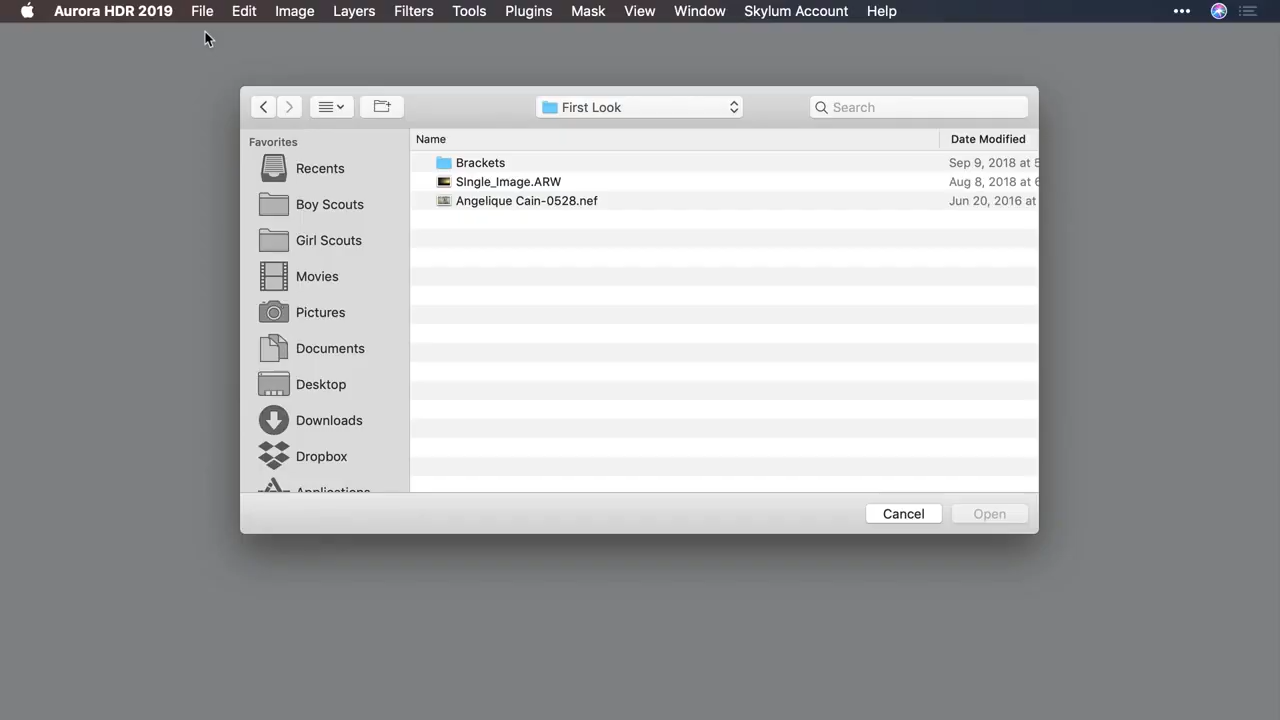 Aurora HDR 2019 File Edit Image Layers Filters Tools Plugins Mask View Window Skylum Account Help
First Look
Search
Favorites
Recents
Boy Scouts
Girl Scouts
Movies
Pictures
Documents
Desktop
Downloads
Dropbox
Applications
Name Date Modified
Brackets Sep 9, 2018 at
SIngle_Image.ARW Aug 8, 2018 at
Angelique Cain-0528.nef Jun 20, 2016 at
Cancel Open